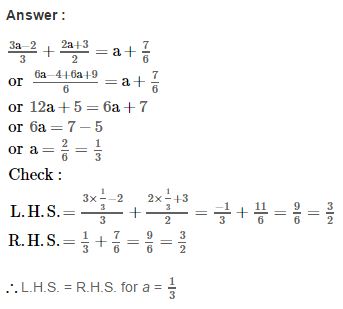 Answer :
(3a−2)/3 + (2a+3)/2 = a + 7/6
or (6a−4+6a+9)/6 = a + 7/6
or 12a + 5 = 6a + 7
or 6a = 7 − 5
or a = 2/6 = 1/3
Check :
L.H.S. = (3×1/3−2)/3 + (2×1/3+3)/2 = −1/3 + 11/6 = 9/6 = 3/2
R.H.S. = 1/3 + 7/6 = 9/6 = 3/2
∴ L.H.S. = R.H.S. for a = 1/3